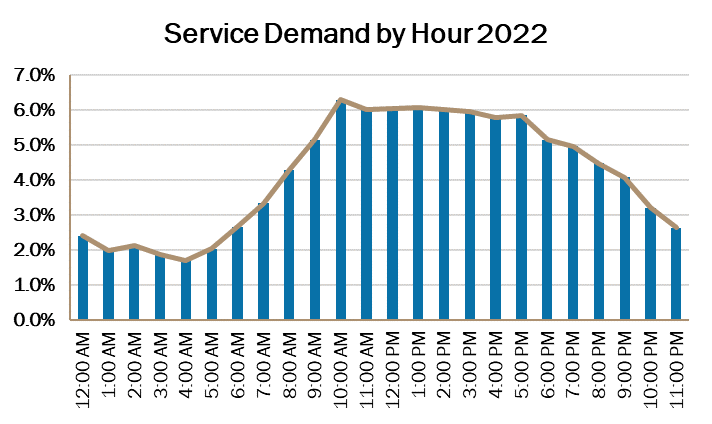 Service Demand by Hour 2022
7.0%
6.0%
5.0%
4.0%
3.0%
2.0%
1.0%
0.0%
12:00 AM
1:00 AM
2:00 AM
3:00 AM
4:00 AM
5:00 AM
6:00 AM
7:00 AM
8:00 AM
9:00 AM
10:00 AM
11:00 AM
12:00 PM
1:00 PM
2:00 PM
3:00 PM
4:00 PM
5:00 PM
6:00 PM
7:00 PM
8:00 PM
9:00 PM
10:00 PM
11:00 PM